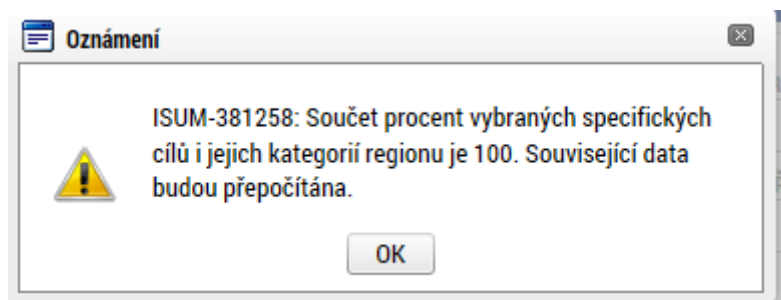 Oznámení
ISUM-381258: Součet procent vybraných specifických
cílů i jejich kategorií regionu je 100. Související data
budou přepočítána.
OK